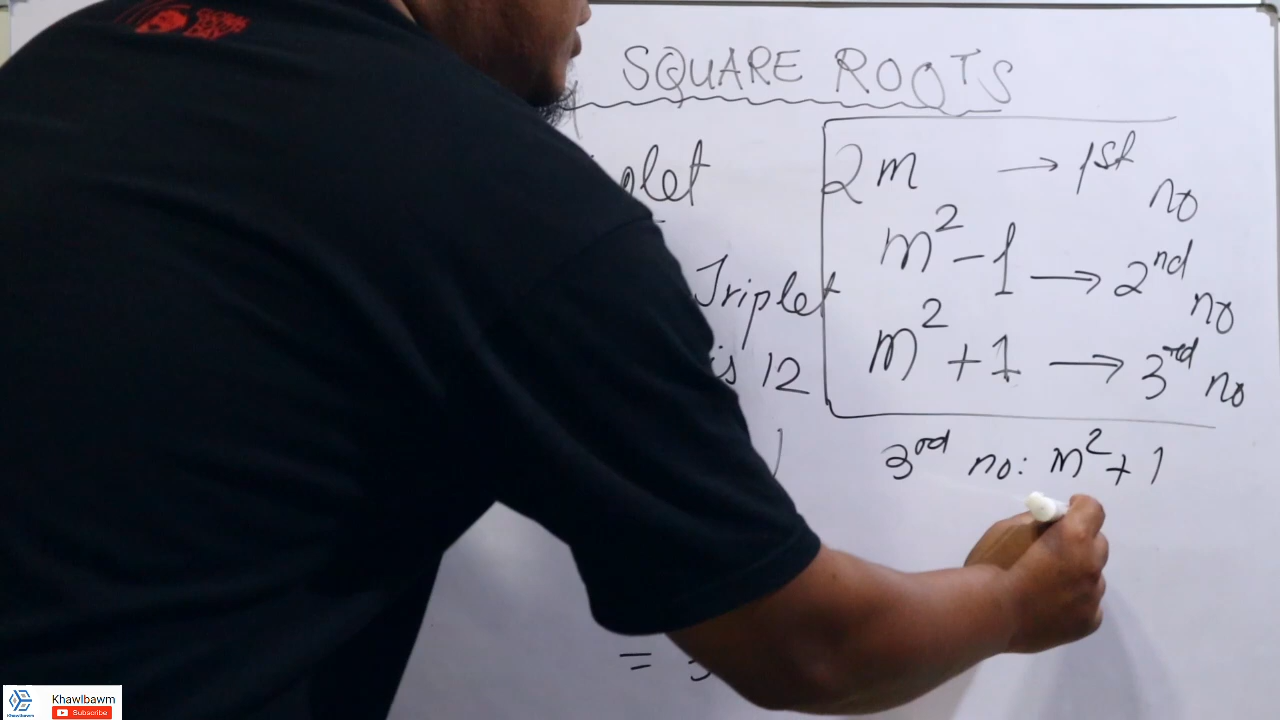 SQUARE ROOTS
2m → 1st no
m² - 1 → 2nd no
Triplet
m² + 1 → 3rd no
is 12
3rd no: m² + 1
=
Khawlbawm
Subscribe
Khawlbawm